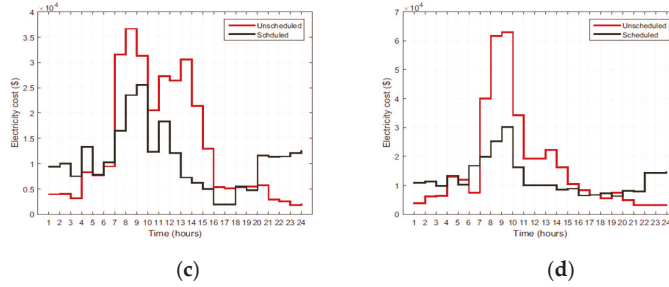 4 ×10⁴
Unscheduled
Schduled
3.5
3
2.5
2
1.5
1
0.5
0
Electricity cost ($)
1 2 3 4 5 6 7 8 9 10 11 12 13 14 15 16 17 18 19 20 21 22 23 24
Time (hours)
(c)
7 ×10⁴
Unscheduled
Scheduled
6
5
4
3
2
1
0
Electricity cost ($)
1 2 3 4 5 6 7 8 9 10 11 12 13 14 15 16 17 18 19 20 21 22 23 24
Time (hours)
(d)